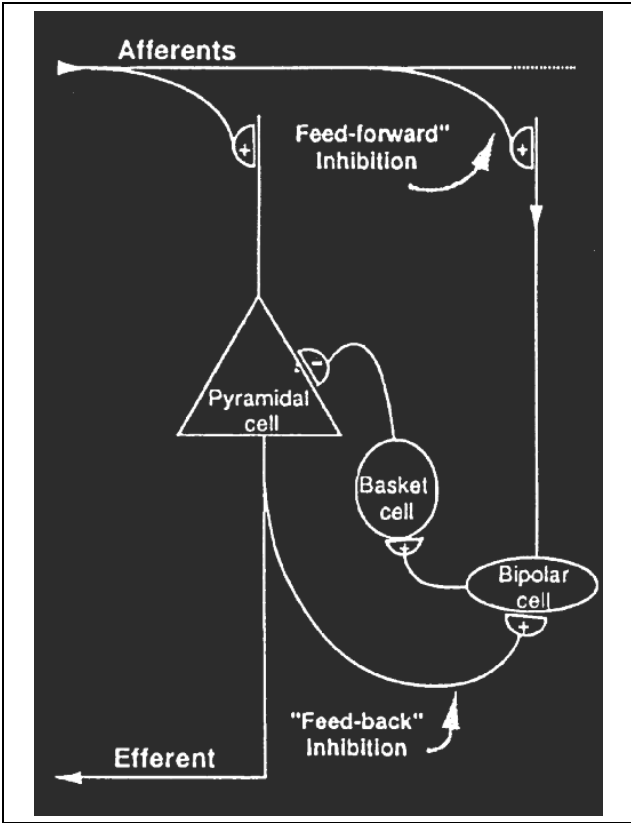 Afferents
+
+
Feed-forward"
Inhibition
-
Pyramidal
cell
Basket
cell
+
Bipolar
cell
+
"Feed-back"
Inhibition
Efferent